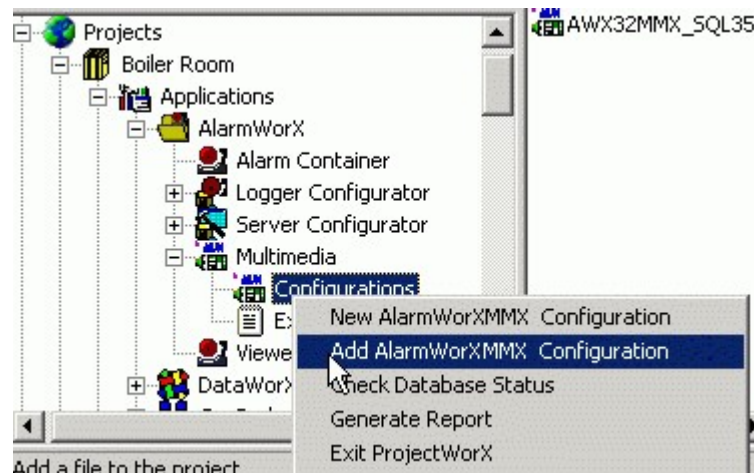 Projects
AWX32MMX_SQL35
Boiler Room
Applications
AlarmWorX
Alarm Container
Logger Configurator
Server Configurator
Multimedia
Configurations
New AlarmWorXMMX Configuration
Viewe
Add AlarmWorXMMX Configuration
DataWorX
Check Database Status
Generate Report
Exit ProjectWorX
Add a file to the project